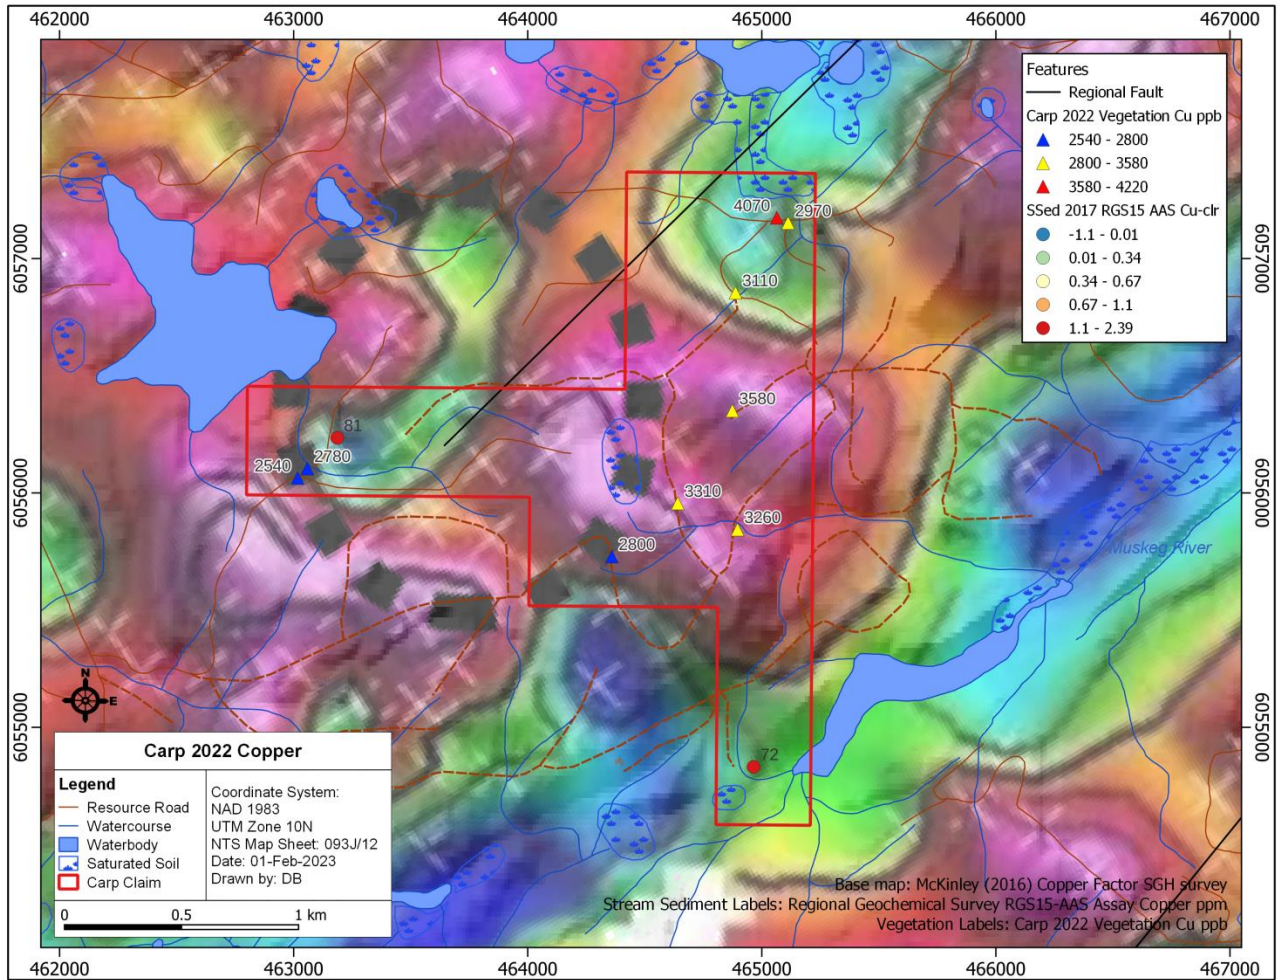 462000 463000 464000 465000 466000 467000
Features
Regional Fault
Carp 2022 Vegetation Cu ppb
2540 - 2800
2800 - 3580
3580 - 4220
SSed 2017 RGS15 AAS Cu-clr
-1.1 - 0.01
0.01 - 0.34
0.34 - 0.67
0.67 - 1.1
1.1 - 2.39
4070 2970
6057000 6057000
3110
3580
81
2540 2780
6056000 6056000
3310
3260
2800
Muskeg River
N
E
6055000 6055000
72
Carp 2022 Copper
Legend
Resource Road
Watercourse
Waterbody
Saturated Soil
Carp Claim
Coordinate System:
NAD 1983
UTM Zone 10N
NTS Map Sheet: 093J/12
Date: 01-Feb-2023
Drawn by: DB
0 0.5 1 km
Base map: McKinley (2016) Copper Factor SGH survey
Stream Sediment Labels: Regional Geochemical Survey RGS15-AAS Assay Copper ppm
Vegetation Labels: Carp 2022 Vegetation Cu ppb
462000 463000 464000 465000 466000 467000